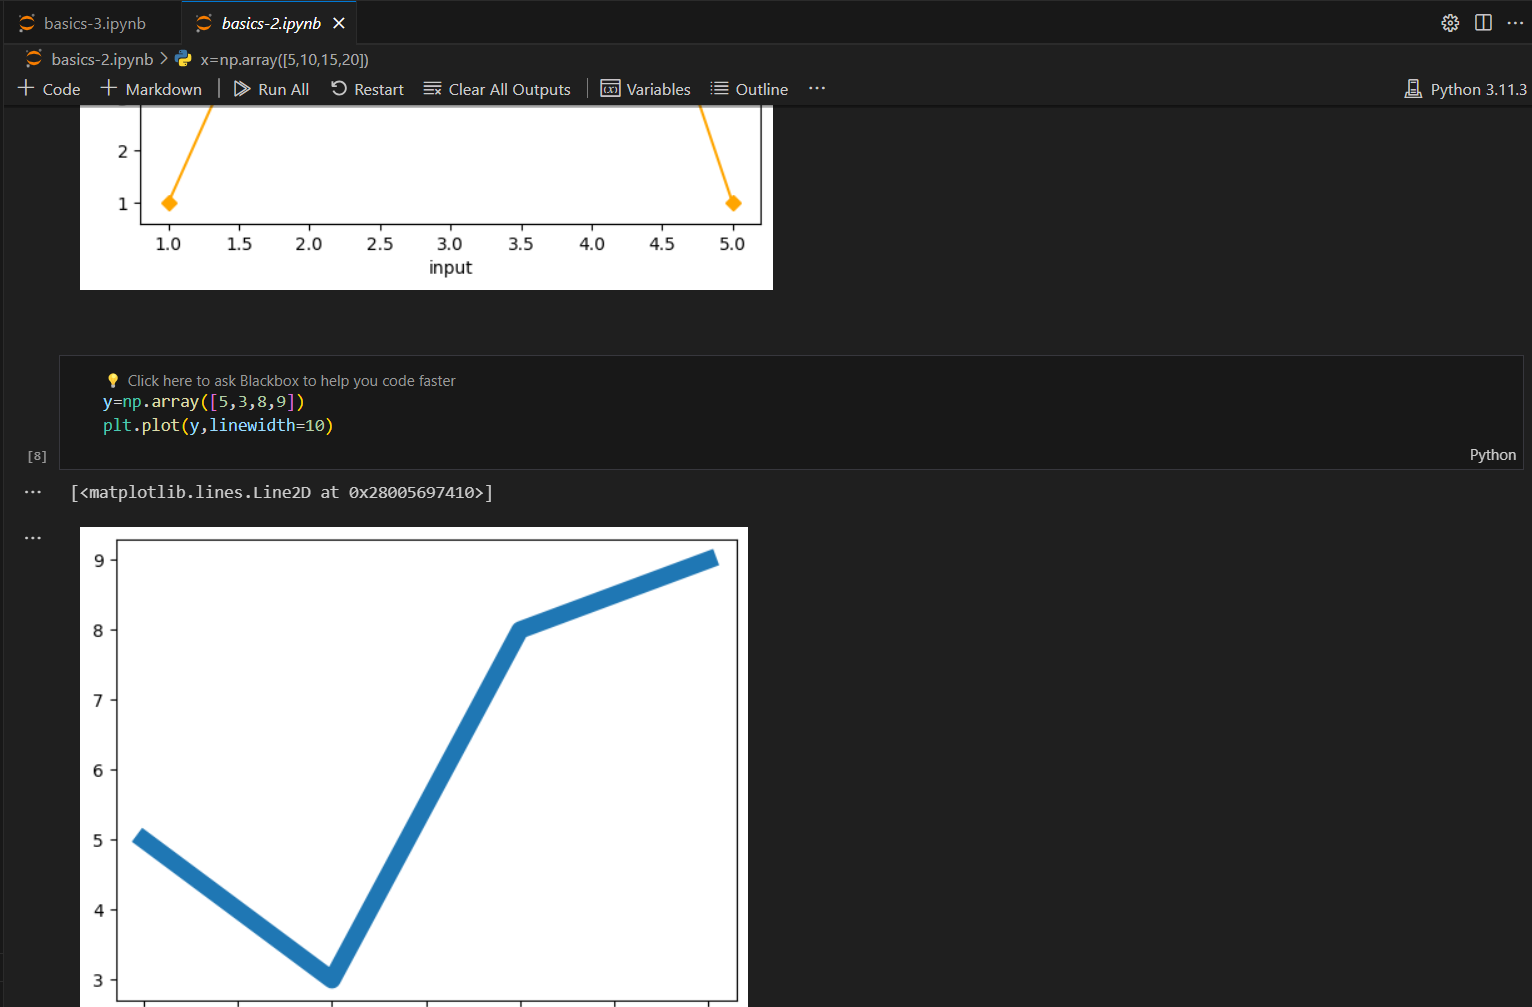 basics-3.ipynb
basics-2.ipynb
basics-2.ipynb > x=np.array([5,10,15,20])
+ Code + Markdown | Run All Restart Clear All Outputs | Variables Outline ... Python 3.11.3
2
1
1.0 1.5 2.0 2.5 3.0 3.5 4.0 4.5 5.0
input
Click here to ask Blackbox to help you code faster
y=np.array([5,3,8,9])
plt.plot(y,linewidth=10)
[8]
Python
[<matplotlib.lines.Line2D at 0x28005697410>]
9
8
7
6
5
4
3